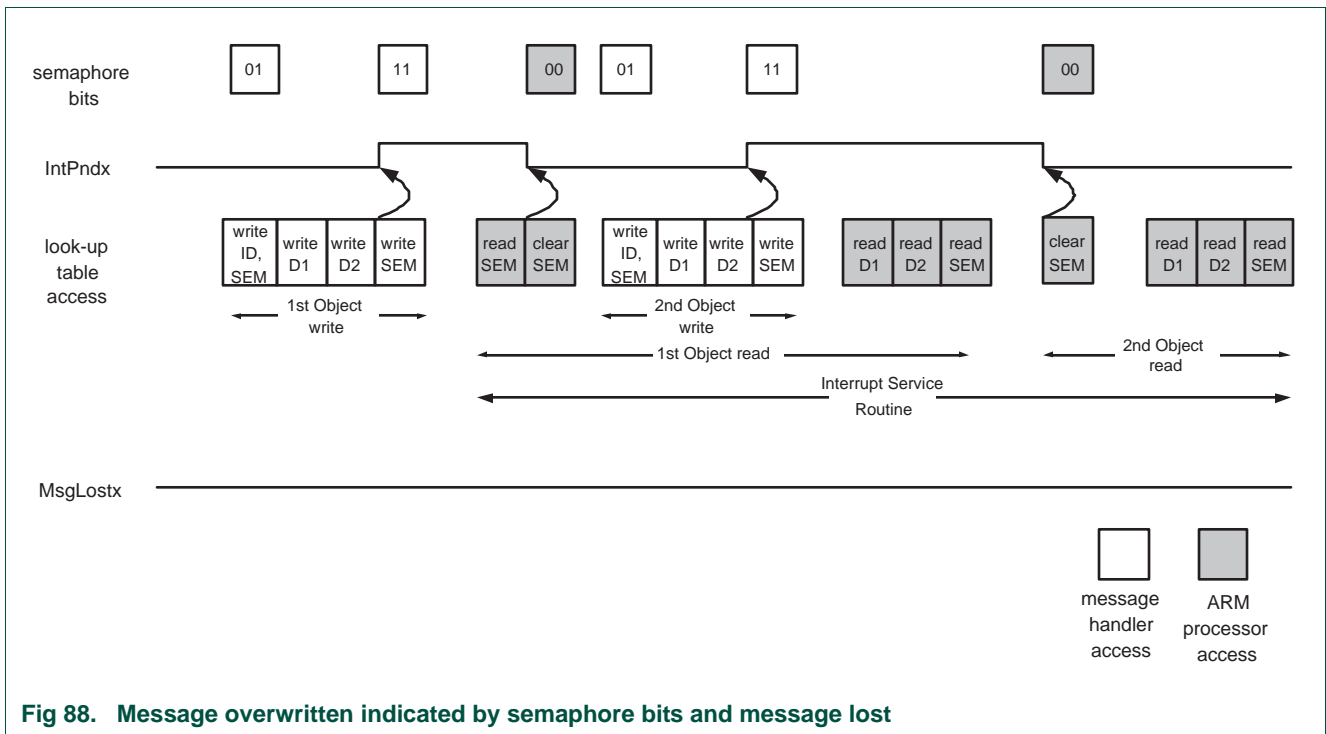 semaphore
bits
01
11
00
01
11
00
IntPndx
look-up
table
access
write
ID,
SEM
write
D1
write
D2
write
SEM
read
SEM
clear
SEM
write
ID,
SEM
write
D1
write
D2
write
SEM
read
D1
read
D2
read
SEM
clear
SEM
read
D1
read
D2
read
SEM
1st Object
write
2nd Object
write
1st Object read
2nd Object
read
Interrupt Service
Routine
MsgLostx
message
handler
access
ARM
processor
access
Fig 88. Message overwritten indicated by semaphore bits and message lost